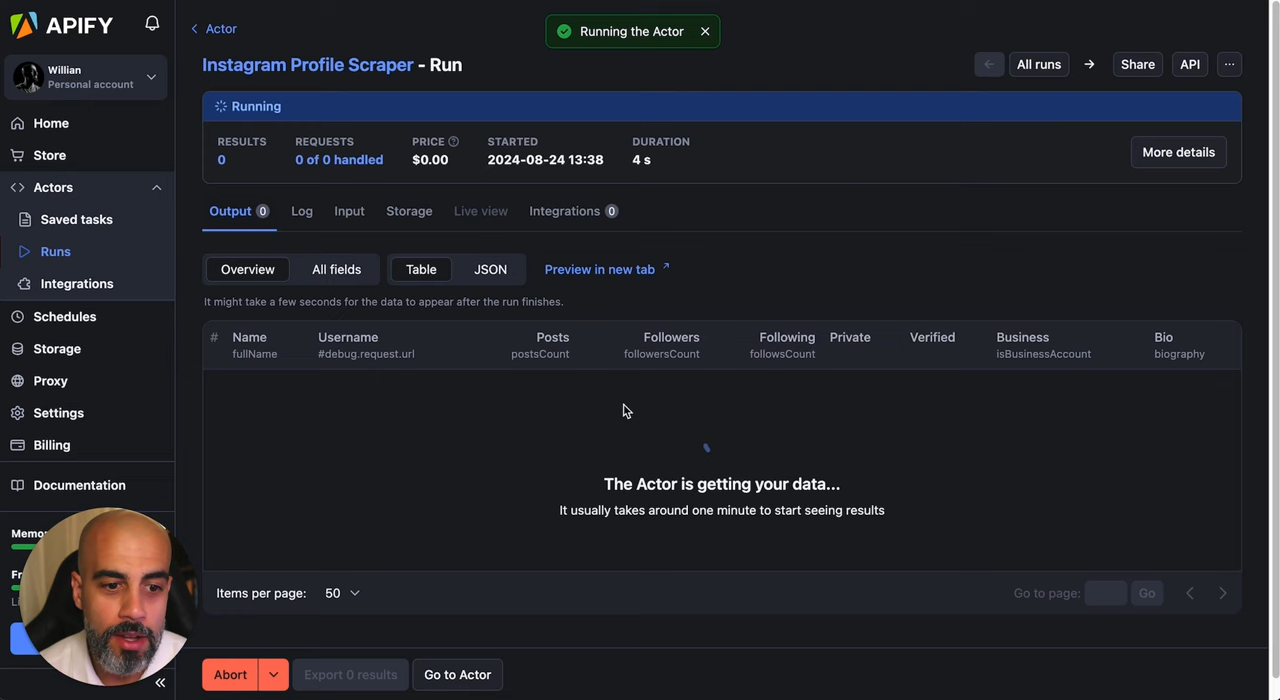 APIFY
Willian
Personal account
Home
Store
Actors
Saved tasks
Runs
Integrations
Schedules
Storage
Proxy
Settings
Billing
Documentation
Actor
Running the Actor
Instagram Profile Scraper - Run
All runs
Share
API
Running
RESULTS
0
REQUESTS
0 of 0 handled
PRICE
$0.00
STARTED
2024-08-24 13:38
DURATION
4 s
More details
Output 0
Log
Input
Storage
Live view
Integrations 0
Overview
All fields
Table
JSON
Preview in new tab
It might take a few seconds for the data to appear after the run finishes.
#
Name
fullName
Username
#debug.request.url
Posts
postsCount
Followers
followersCount
Following
followsCount
Private
Verified
Business
isBusinessAccount
Bio
biography
The Actor is getting your data...
It usually takes around one minute to start seeing results
Items per page: 50
Go to page:
Go
Abort
Export 0 results
Go to Actor